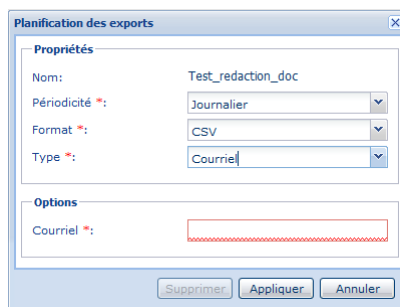 Planification des exports
Propriétés
Nom: Test_redaction_doc
Périodicité *: Journalier
Format *: CSV
Type *: Courriel
Options
Courriel *:
Supprimer Appliquer Annuler